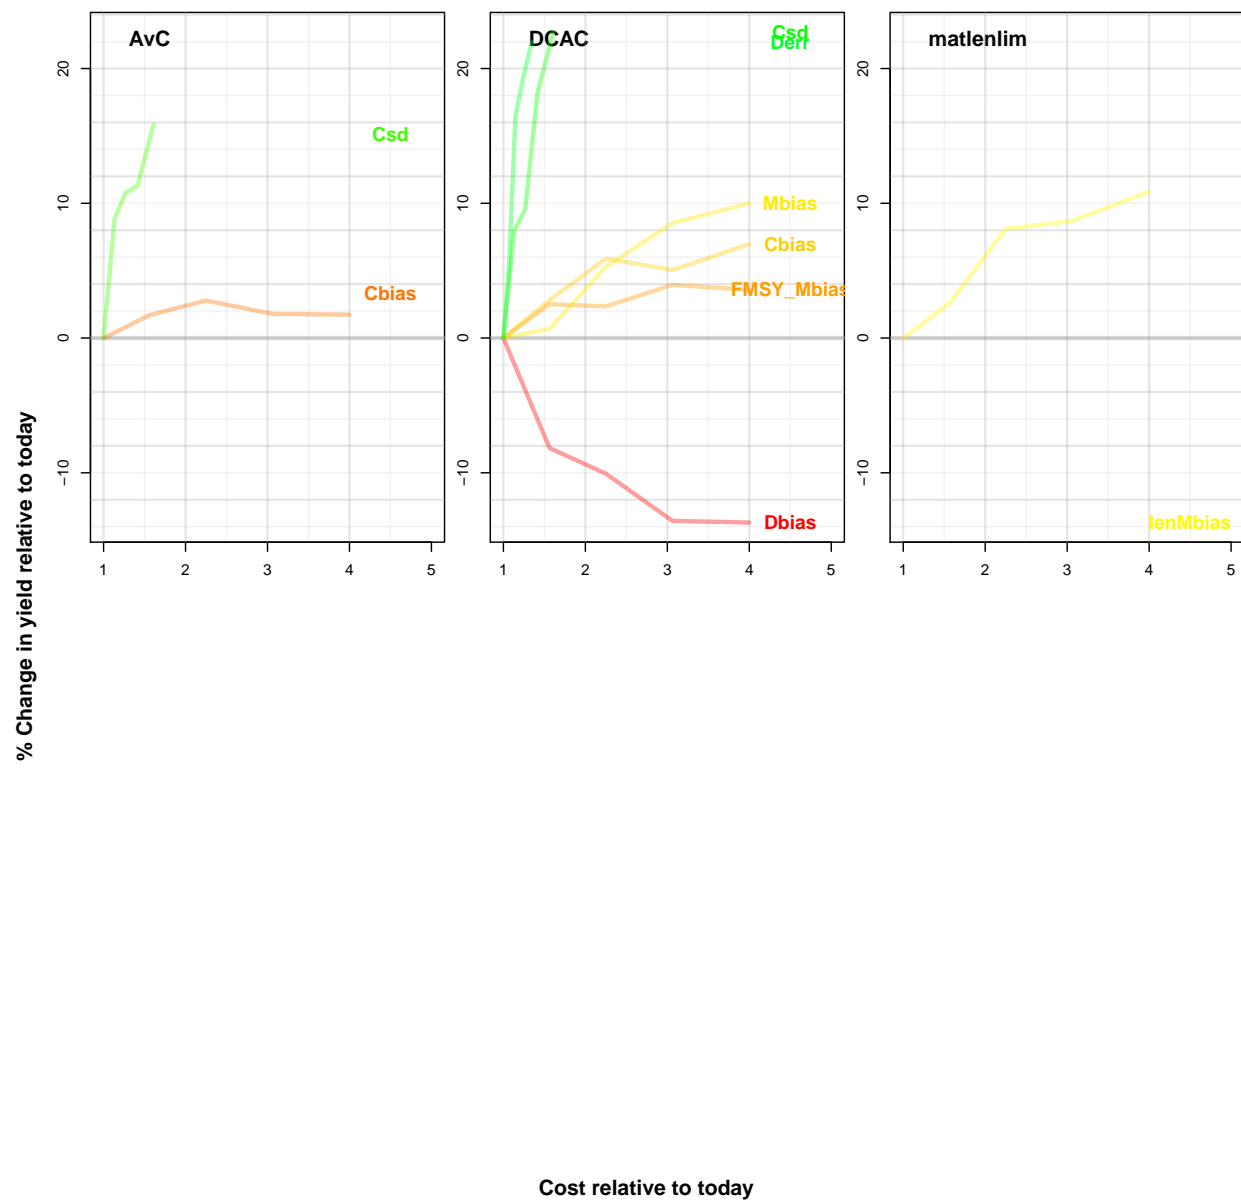 AvC
20
10
0
−10
Csd
Cbias
1 2 3 4 5
DCAC
20
10
0
−10
Csd
Derr
Mbias
Cbias
FMSY_Mbias
Dbias
1 2 3 4 5
matlenlim
20
10
0
−10
lenMbias
1 2 3 4 5
% Change in yield relative to today
Cost relative to today